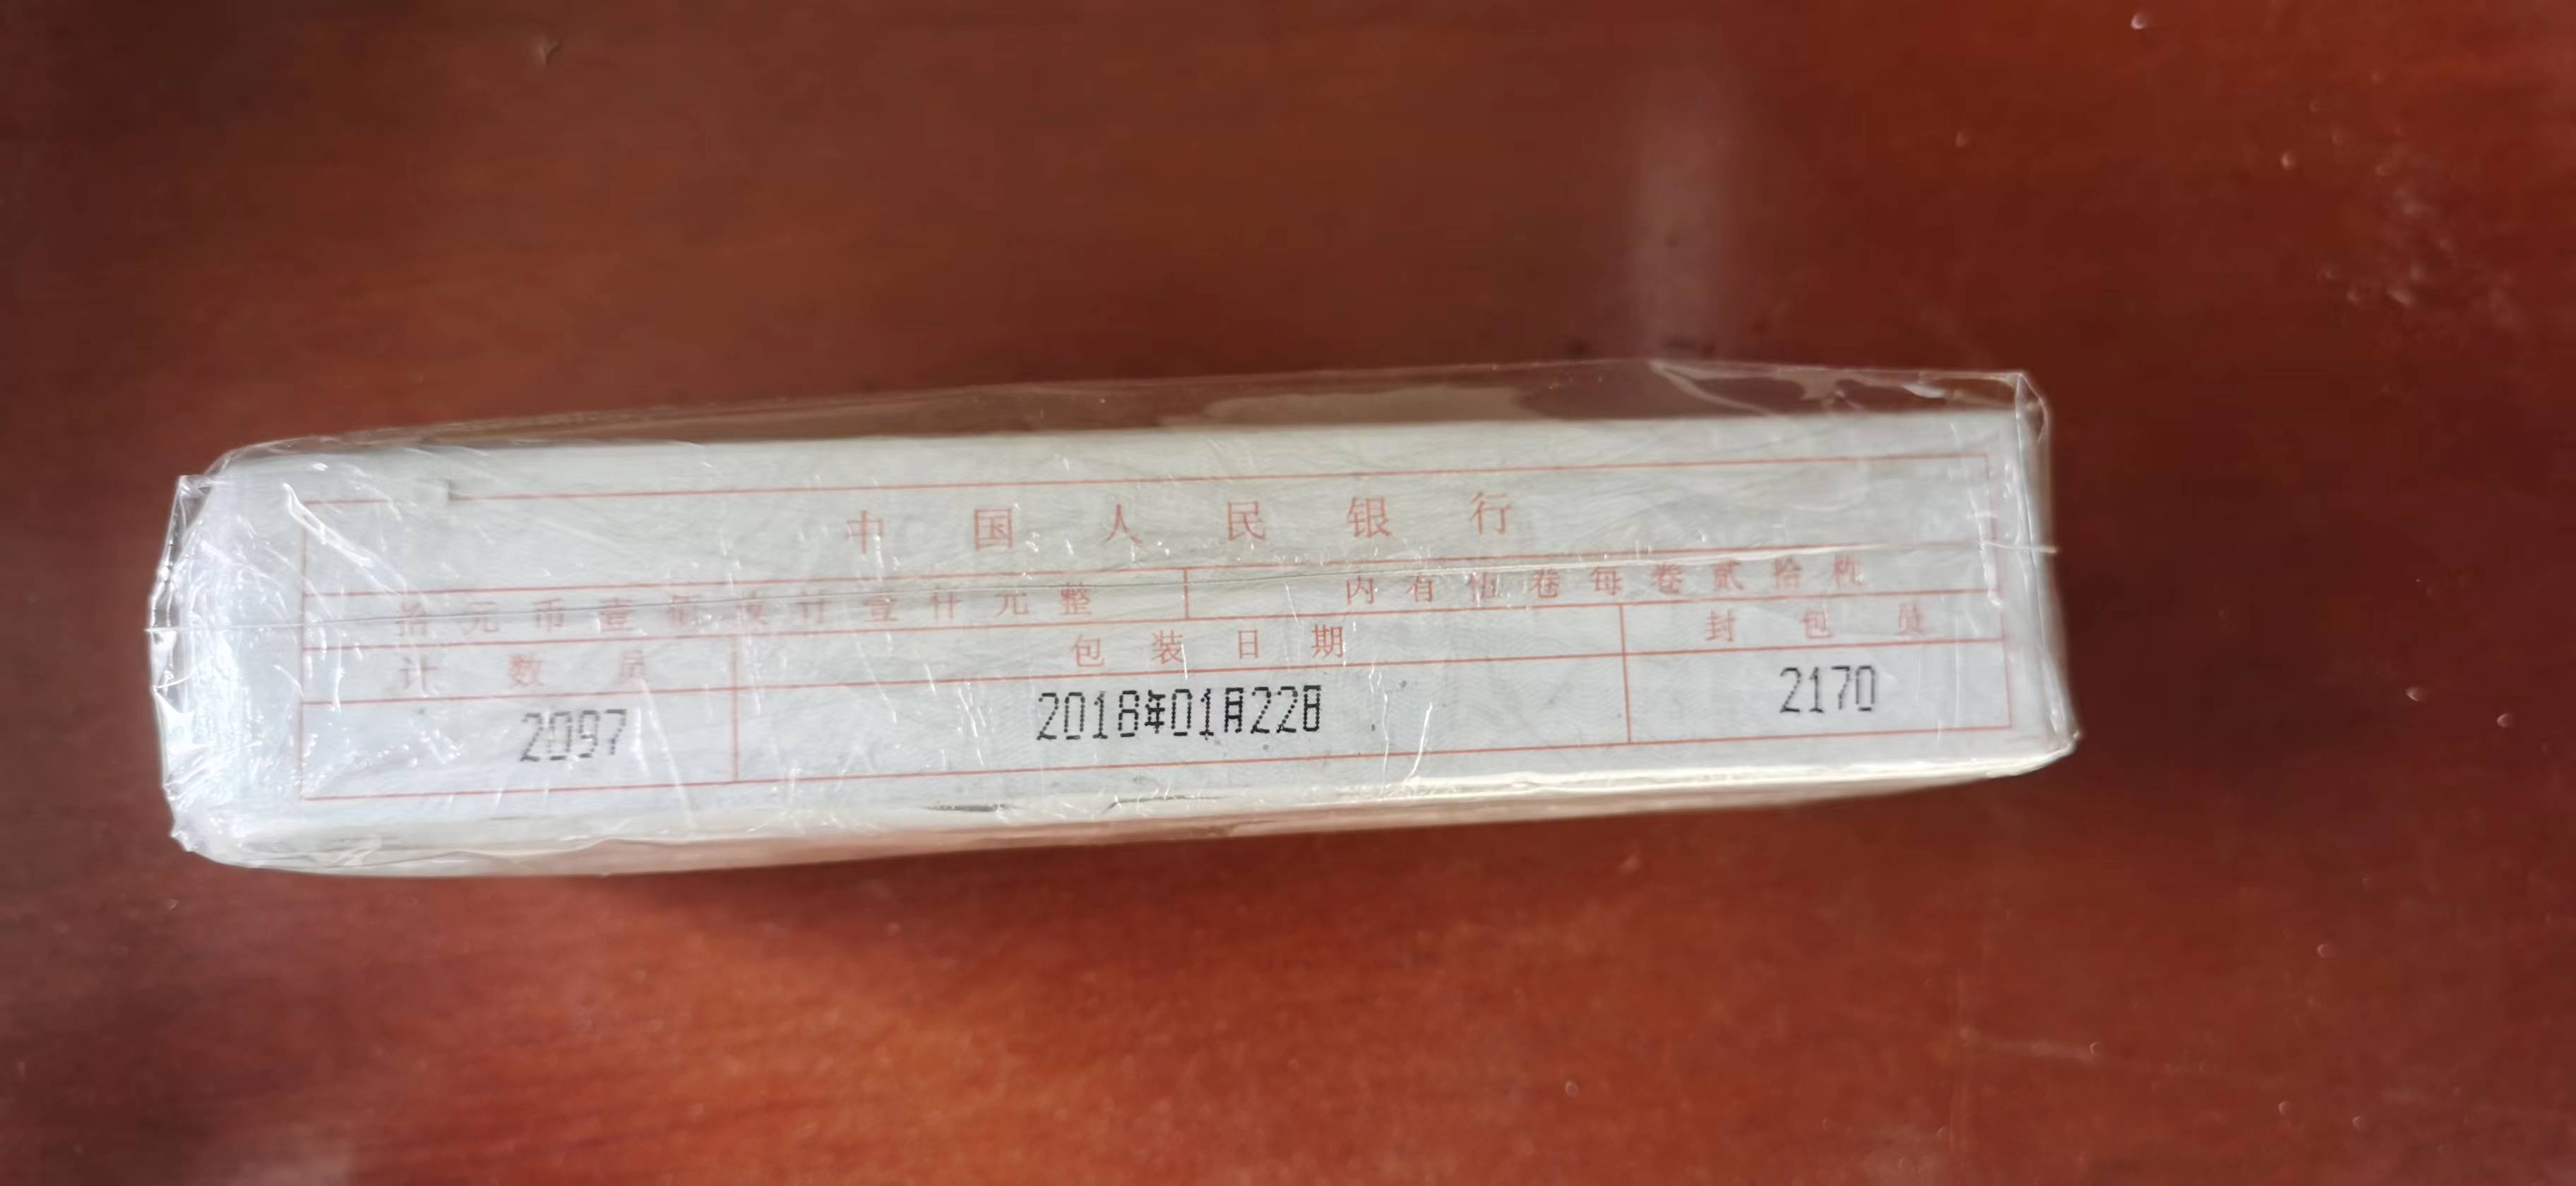 中国人民银行
拾元币壹佰枚计壹仟元整 内有伍卷每卷贰拾枚
计数员 包装日期 封包员
2097 2018年01月22日 2170